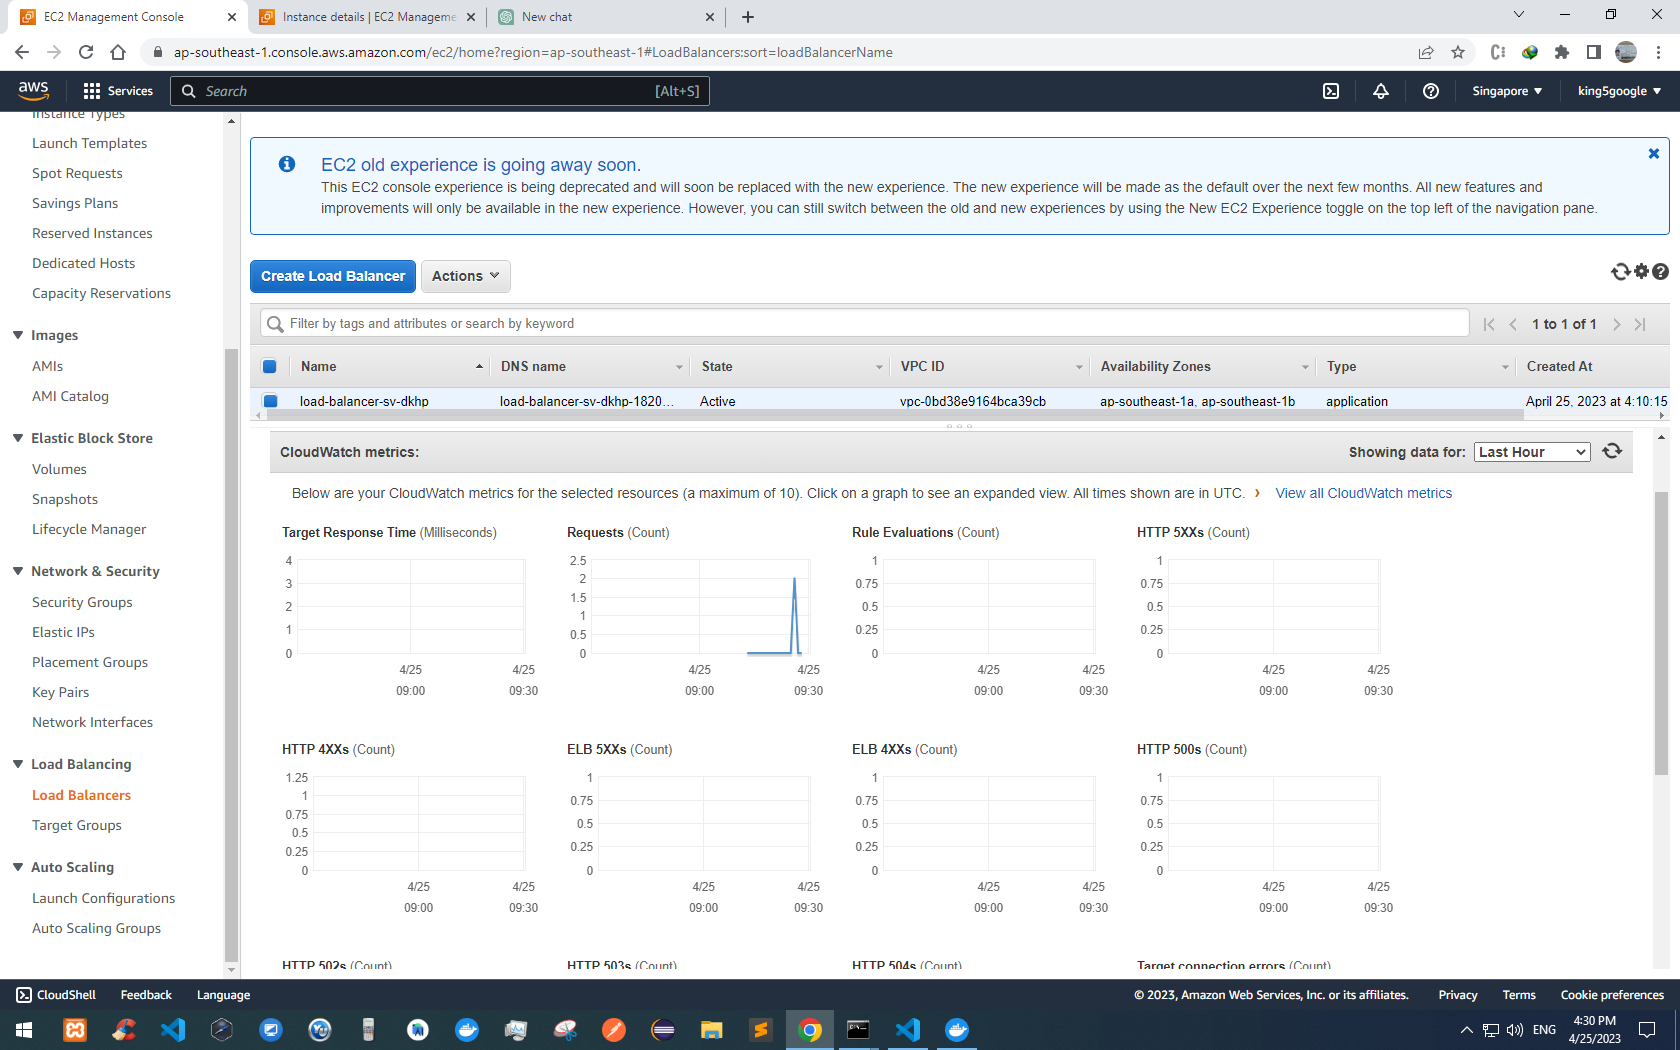 EC2 Management Console
Instance details | EC2 Manageme
New chat
ap-southeast-1.console.aws.amazon.com/ec2/home?region=ap-southeast-1#LoadBalancers:sort=loadBalancerName
aws
Services
Search
[Alt+S]
Singapore
king5google
Instance Types
Launch Templates
Spot Requests
Savings Plans
Reserved Instances
Dedicated Hosts
Capacity Reservations
Images
AMIs
AMI Catalog
Elastic Block Store
Volumes
Snapshots
Lifecycle Manager
Network & Security
Security Groups
Elastic IPs
Placement Groups
Key Pairs
Network Interfaces
Load Balancing
Load Balancers
Target Groups
Auto Scaling
Launch Configurations
Auto Scaling Groups
EC2 old experience is going away soon.
This EC2 console experience is being deprecated and will soon be replaced with the new experience. The new experience will be made as the default over the next few months. All new features and
improvements will only be available in the new experience. However, you can still switch between the old and new experiences by using the New EC2 Experience toggle on the top left of the navigation pane.
Create Load Balancer
Actions
Filter by tags and attributes or search by keyword
1 to 1 of 1
Name DNS name State VPC ID Availability Zones Type Created At
load-balancer-sv-dkhp load-balancer-sv-dkhp-1820... Active vpc-0bd38e9164bca39cb ap-southeast-1a, ap-southeast-1b application April 25, 2023 at 4:10:15
CloudWatch metrics:
Showing data for: Last Hour
Below are your CloudWatch metrics for the selected resources (a maximum of 10). Click on a graph to see an expanded view. All times shown are in UTC. › View all CloudWatch metrics
Target Response Time (Milliseconds)
4
3
2
1
0
4/25 4/25
09:00 09:30
Requests (Count)
2.5
2
1.5
1
0.5
0
4/25 4/25
09:00 09:30
Rule Evaluations (Count)
1
0.75
0.5
0.25
0
4/25 4/25
09:00 09:30
HTTP 5XXs (Count)
1
0.75
0.5
0.25
0
4/25 4/25
09:00 09:30
HTTP 4XXs (Count)
1.25
1
0.75
0.5
0.25
0
4/25 4/25
09:00 09:30
ELB 5XXs (Count)
1
0.75
0.5
0.25
0
4/25 4/25
09:00 09:30
ELB 4XXs (Count)
1
0.75
0.5
0.25
0
4/25 4/25
09:00 09:30
HTTP 500s (Count)
1
0.75
0.5
0.25
0
4/25 4/25
09:00 09:30
HTTP 502s (Count)
HTTP 503s (Count)
HTTP 504s (Count)
Target connection errors (Count)
CloudShell
Feedback
Language
© 2023, Amazon Web Services, Inc. or its affiliates.
Privacy
Terms
Cookie preferences
ENG
4:30 PM
4/25/2023